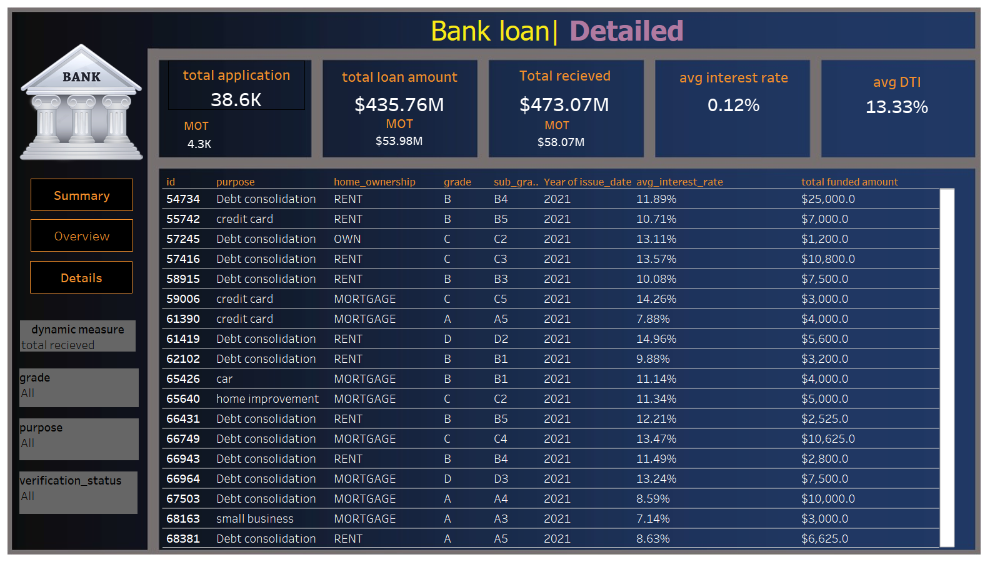 Bank loan| Detailed
BANK
total application
38.6K
MOT
4.3K
total loan amount
$435.76M
MOT
$53.98M
Total recieved
$473.07M
MOT
$58.07M
avg interest rate
0.12%
avg DTI
13.33%
Summary
Overview
Details
dynamic measure
total recieved
grade
All
purpose
All
verification_status
All
id purpose home_ownership grade sub_gra.. Year of issue_date avg_interest_rate total funded amount
54734 Debt consolidation RENT B B4 2021 11.89% $25,000.0
55742 credit card RENT B B5 2021 10.71% $7,000.0
57245 Debt consolidation OWN C C2 2021 13.11% $1,200.0
57416 Debt consolidation RENT C C3 2021 13.57% $10,800.0
58915 Debt consolidation RENT B B3 2021 10.08% $7,500.0
59006 credit card MORTGAGE C C5 2021 14.26% $3,000.0
61390 credit card MORTGAGE A A5 2021 7.88% $4,000.0
61419 Debt consolidation RENT D D2 2021 14.96% $5,600.0
62102 Debt consolidation RENT B B1 2021 9.88% $3,200.0
65426 car MORTGAGE B B1 2021 11.14% $4,000.0
65640 home improvement MORTGAGE C C2 2021 11.34% $5,000.0
66431 Debt consolidation RENT B B5 2021 12.21% $2,525.0
66749 Debt consolidation MORTGAGE C C4 2021 13.47% $10,625.0
66943 Debt consolidation RENT B B4 2021 11.49% $2,800.0
66964 Debt consolidation MORTGAGE D D3 2021 13.24% $7,500.0
67503 Debt consolidation MORTGAGE A A4 2021 8.59% $10,000.0
68163 small business MORTGAGE A A3 2021 7.14% $3,000.0
68381 Debt consolidation RENT A A5 2021 8.63% $6,625.0